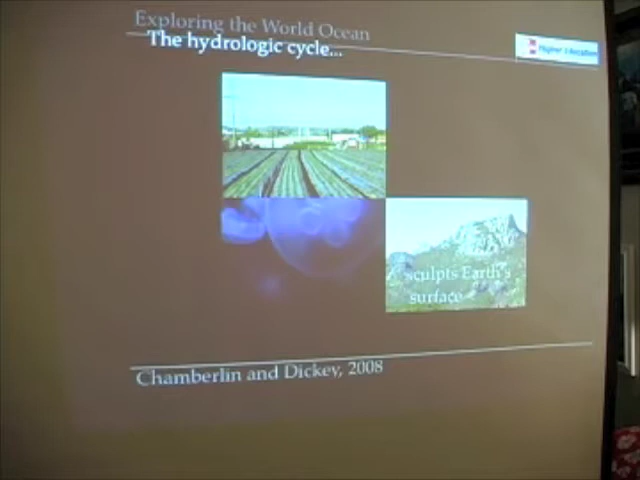 Exploring the World Ocean
The hydrologic cycle...
Higher Education
sculpts Earth's
surface
Chamberlin and Dickey, 2008